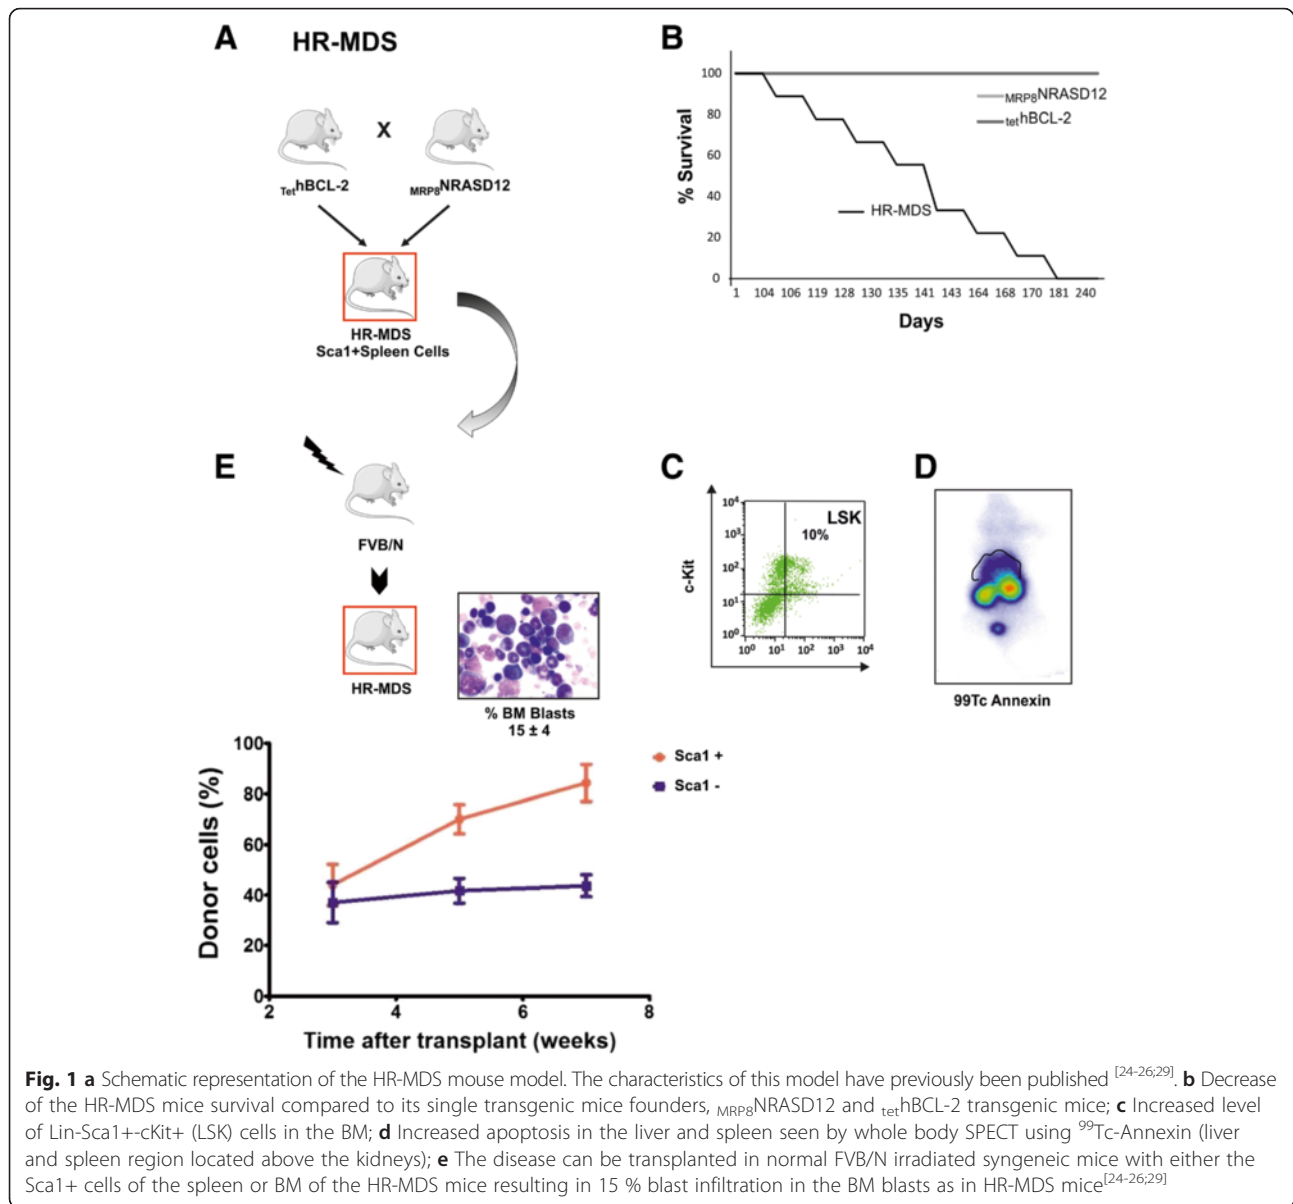 A
HR-MDS
X
TethBCL-2
MRP8NRASD12
HR-MDS
Sca1+Spleen Cells
B
% Survival
100
80
60
40
20
0
MRP8NRASD12
tethBCL-2
HR-MDS
1 104 106 119 128 130 135 141 143 164 168 170 181 240
Days
E
FVB/N
HR-MDS
% BM Blasts
15 ± 4
C
c-Kit
10⁴
10³
10²
10¹
10⁰
LSK
10%
10⁰ 10¹ 10² 10³ 10⁴
D
99Tc Annexin
Donor cells (%)
100
80
60
40
20
0
2 4 6 8
Time after transplant (weeks)
Sca1 +
Sca1 -
Fig. 1 a Schematic representation of the HR-MDS mouse model. The characteristics of this model have previously been published [24-26;29]. b Decrease
of the HR-MDS mice survival compared to its single transgenic mice founders, MRP8NRASD12 and tethBCL-2 transgenic mice; c Increased level
of Lin-Sca1+-cKit+ (LSK) cells in the BM; d Increased apoptosis in the liver and spleen seen by whole body SPECT using ⁹⁹Tc-Annexin (liver
and spleen region located above the kidneys); e The disease can be transplanted in normal FVB/N irradiated syngeneic mice with either the
Sca1+ cells of the spleen or BM of the HR-MDS mice resulting in 15 % blast infiltration in the BM blasts as in HR-MDS mice[24-26;29]